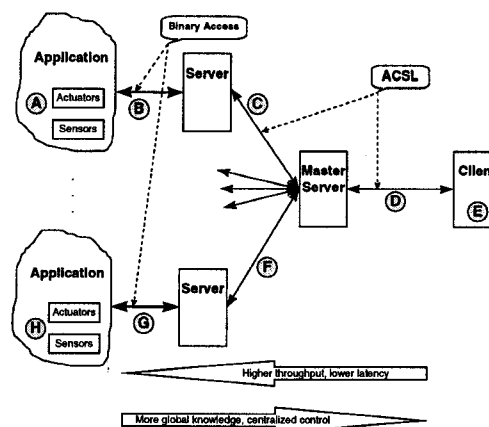 Binary Access
Application
A
Actuators
Sensors
B
Server
C
ACSL
Master
Server
D
Client
E
F
Application
H
Actuators
Sensors
G
Server
Higher throughput, lower latency
More global knowledge, centralized control